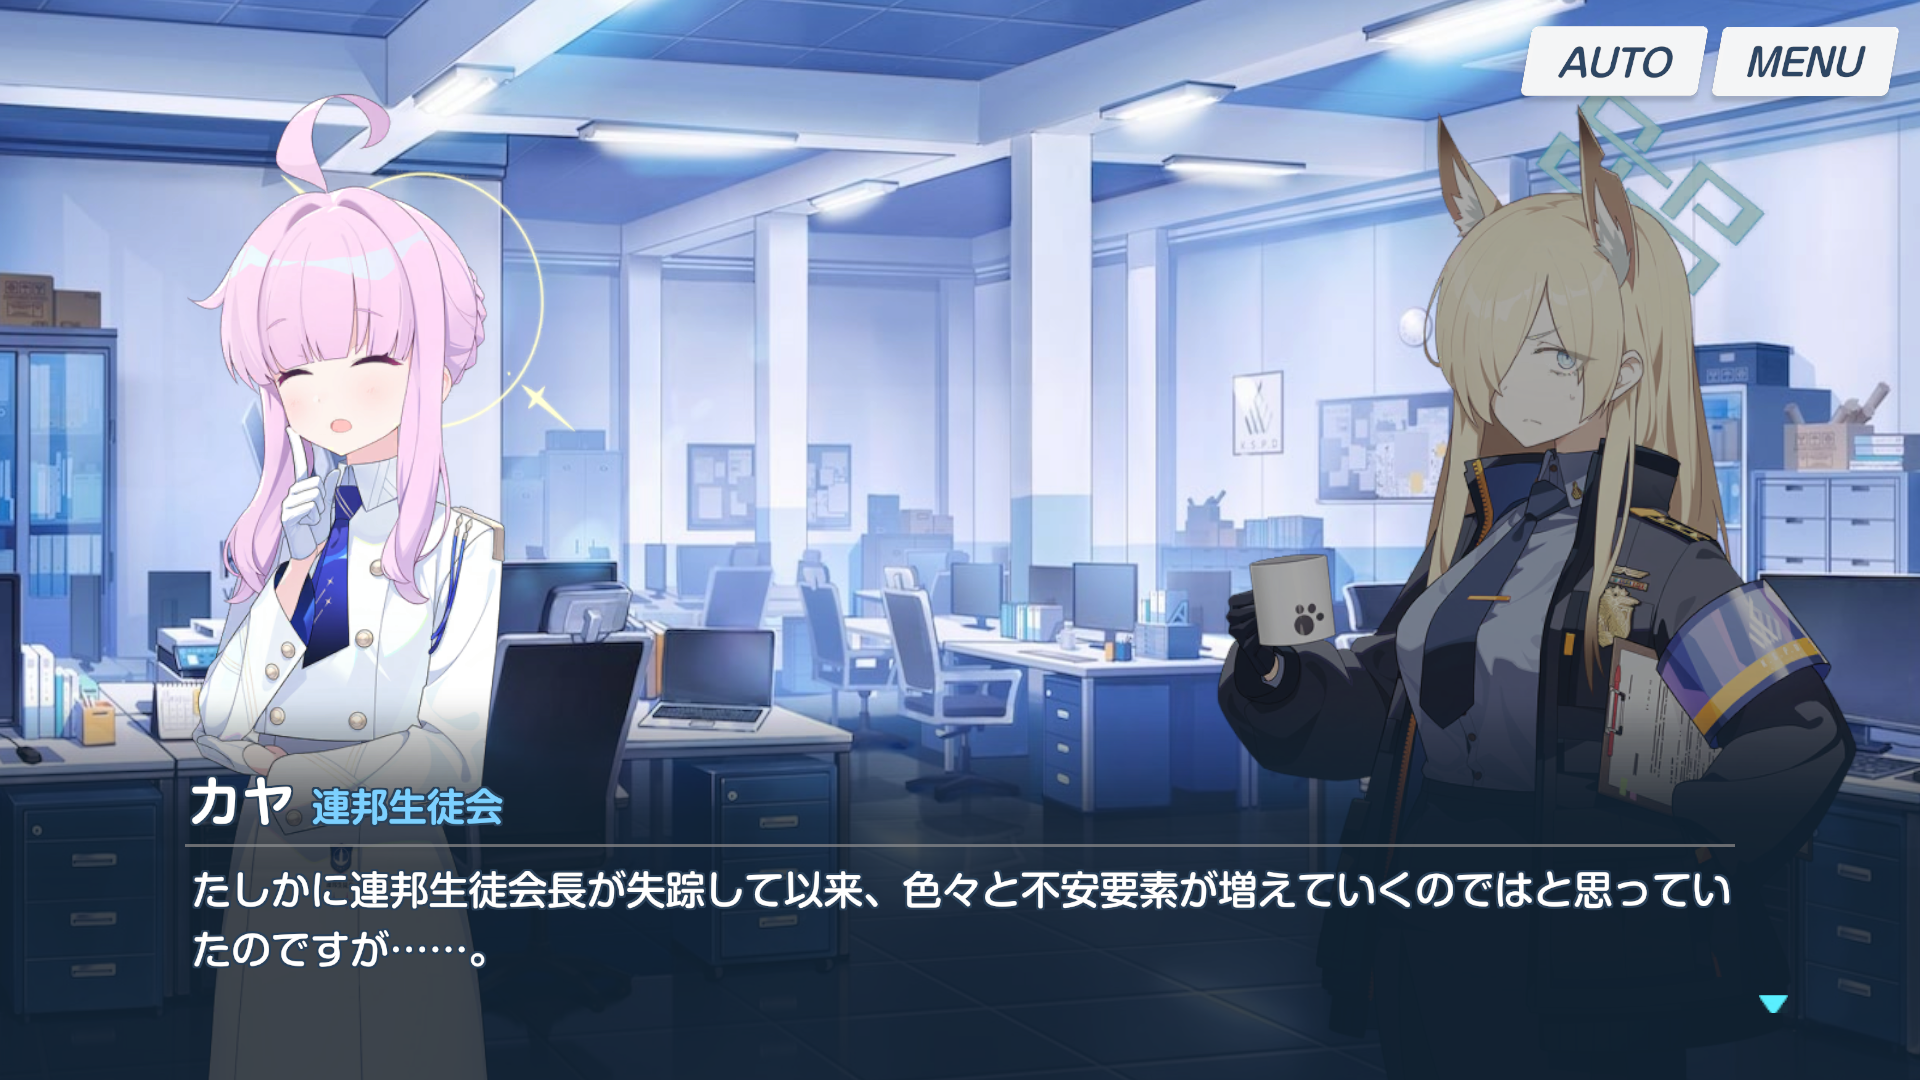 AUTO
MENU
K.S.P.D
カヤ 連邦生徒会
たしかに連邦生徒会長が失踪して以来、色々と不安要素が増えていくのではと思ってい
たのですが……。